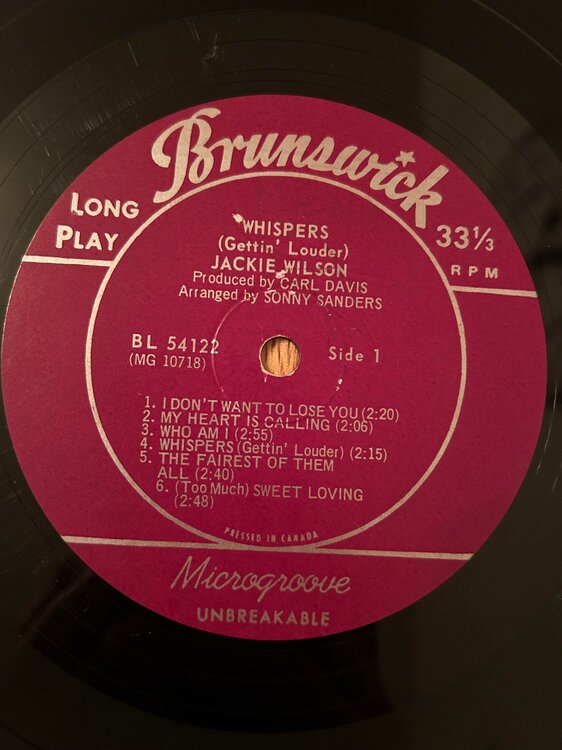 Brunswick
LONG
PLAY
33⅓
RPM
WHISPERS
(Gettin' Louder)
JACKIE WILSON
Produced by CARL DAVIS
Arranged by SONNY SANDERS
BL 54122
(MG 10718)
Side 1
1. I DON'T WANT TO LOSE YOU (2:20)
2. MY HEART IS CALLING (2:06)
3. WHO AM I (2:55)
4. WHISPERS (Gettin' Louder) (2:15)
5. THE FAIREST OF THEM
ALL (2:40)
6. (Too Much) SWEET LOVING
(2:48)
PRESSED IN CANADA
Microgroove
UNBREAKABLE